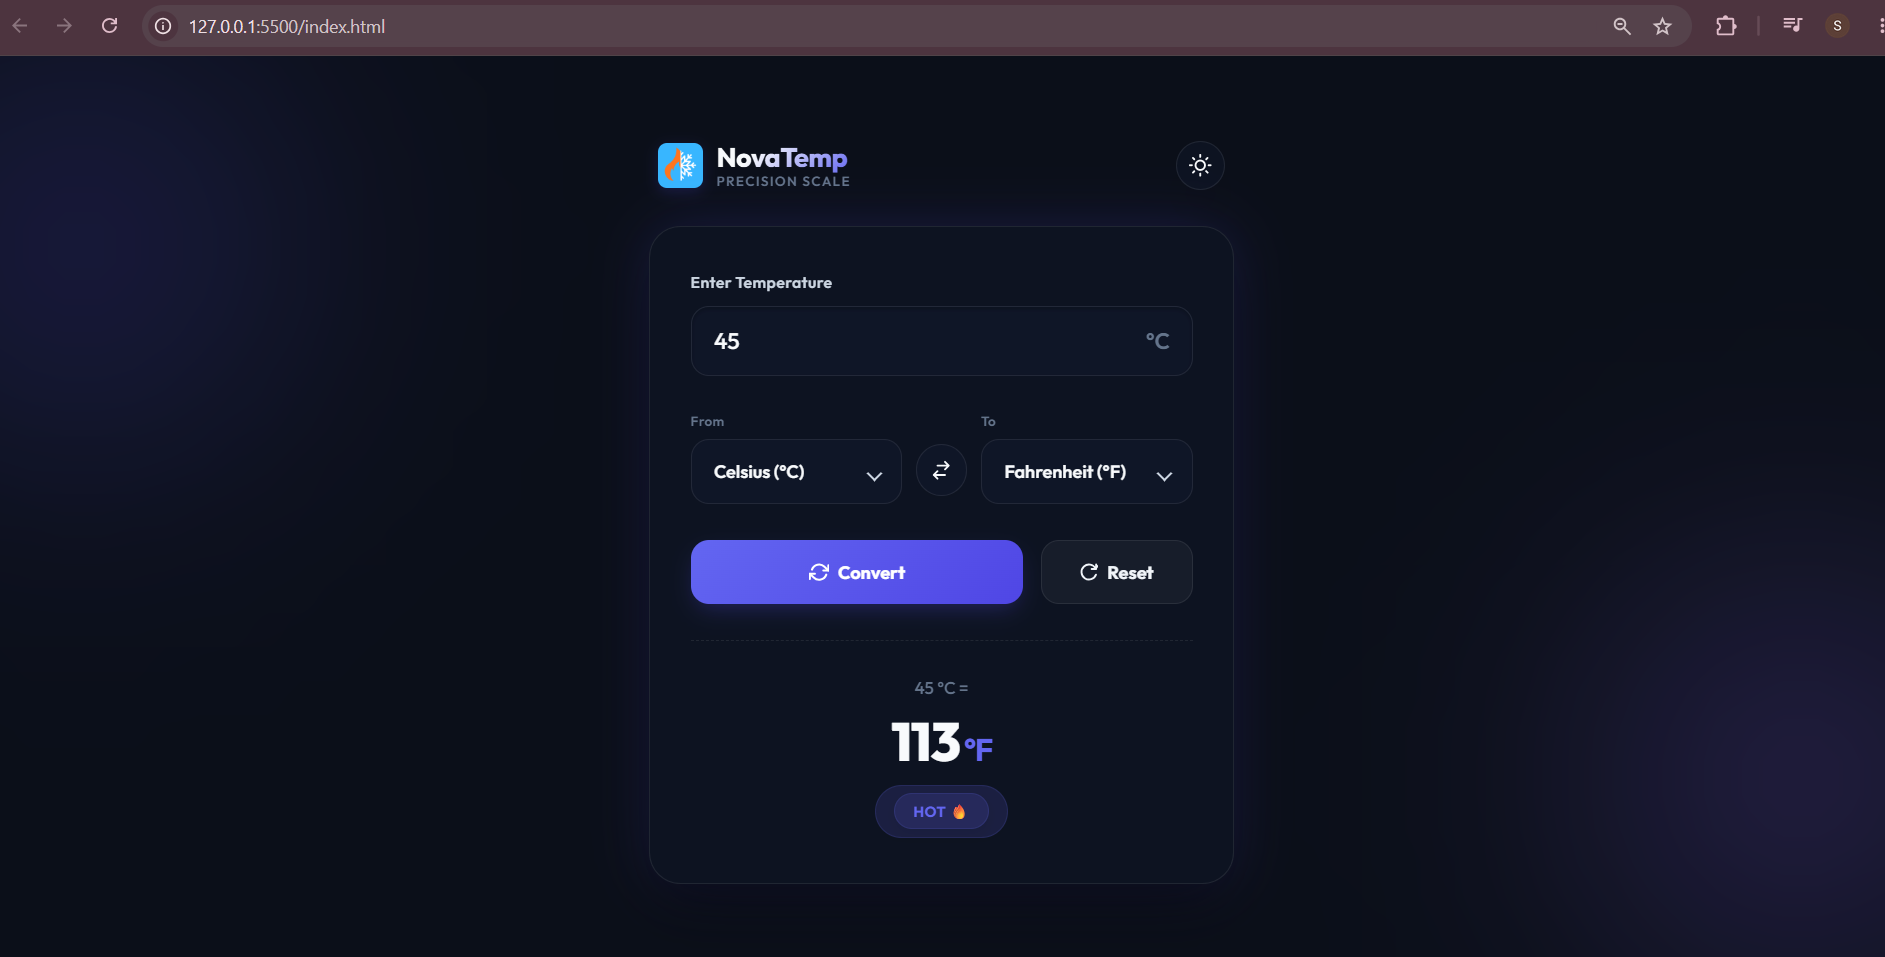 127.0.0.1:5500/index.html
S
NovaTemp
PRECISION SCALE
Enter Temperature
45 °C
From To
Celsius (°C) Fahrenheit (°F)
Convert Reset
45 °C =
113 °F
HOT 🔥